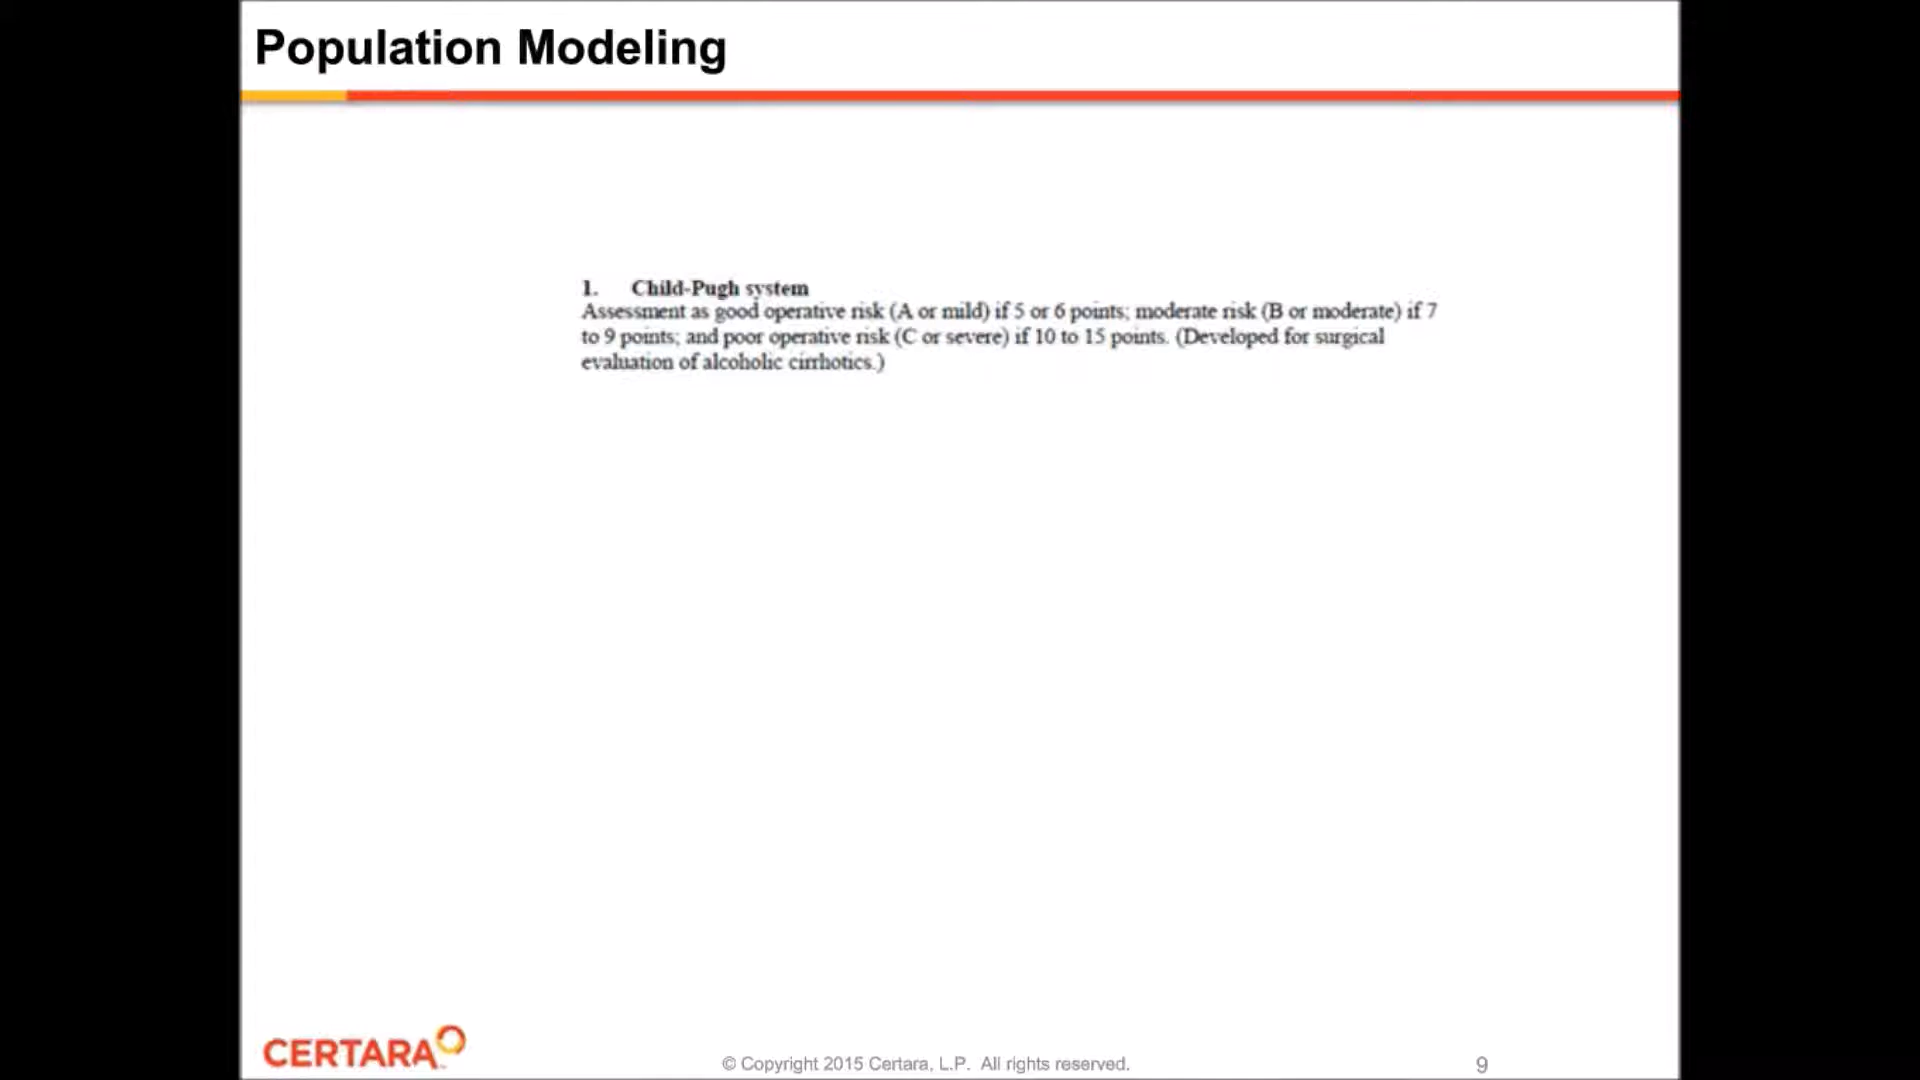 Population Modeling
1. Child-Pugh system
Assessment as good operative risk (A or mild) if 5 or 6 points; moderate risk (B or moderate) if 7
to 9 points; and poor operative risk (C or severe) if 10 to 15 points. (Developed for surgical
evaluation of alcoholic cirrhotics.)
CERTARA
© Copyright 2015 Certara, L.P. All rights reserved.
9